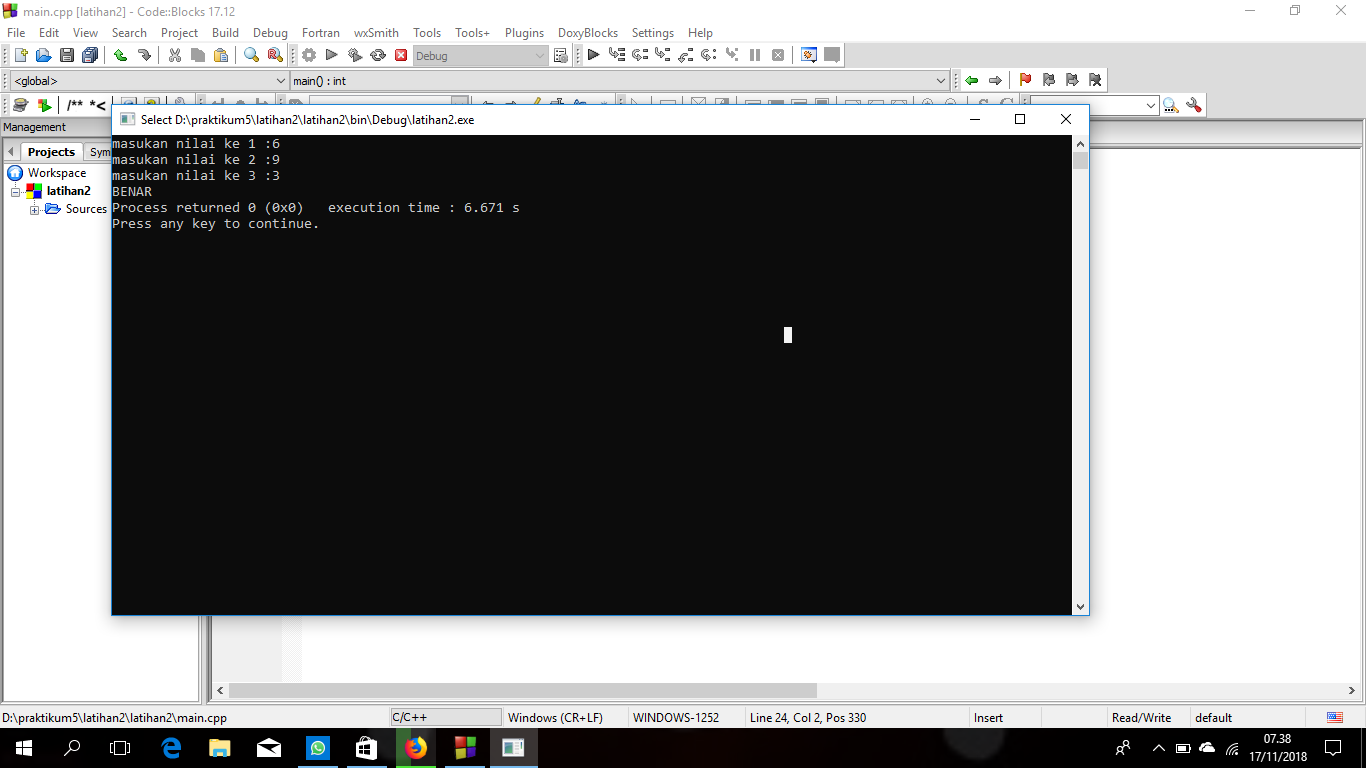 main.cpp [latihan2] - Code::Blocks 17.12
File Edit View Search Project Build Debug Fortran wxSmith Tools Tools+ Plugins DoxyBlocks Settings Help
Debug
<global> main() : int
/** *<
Management
Select D:\praktikum5\latihan2\latihan2\bin\Debug\latihan2.exe
Projects Sym
Workspace
latihan2
Sources
masukan nilai ke 1 :6
masukan nilai ke 2 :9
masukan nilai ke 3 :3
BENAR
Process returned 0 (0x0)   execution time : 6.671 s
Press any key to continue.
D:\praktikum5\latihan2\latihan2\main.cpp C/C++ Windows (CR+LF) WINDOWS-1252 Line 24, Col 2, Pos 330 Insert Read/Write default
07.38
17/11/2018